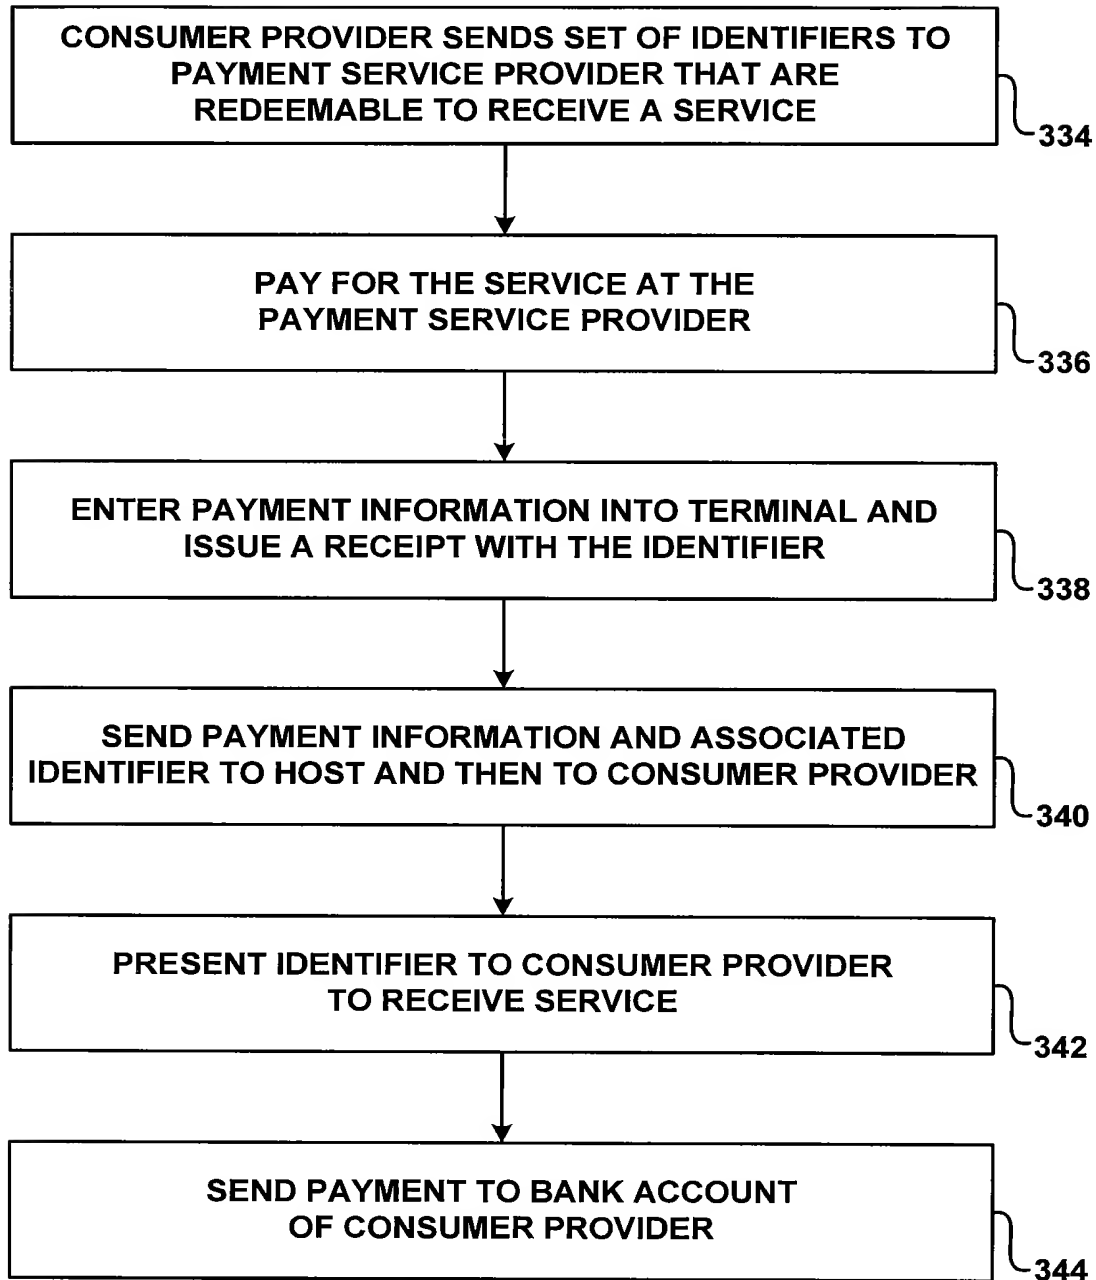 CONSUMER PROVIDER SENDS SET OF IDENTIFIERS TO
PAYMENT SERVICE PROVIDER THAT ARE
REDEEMABLE TO RECEIVE A SERVICE
334
PAY FOR THE SERVICE AT THE
PAYMENT SERVICE PROVIDER
336
ENTER PAYMENT INFORMATION INTO TERMINAL AND
ISSUE A RECEIPT WITH THE IDENTIFIER
338
SEND PAYMENT INFORMATION AND ASSOCIATED
IDENTIFIER TO HOST AND THEN TO CONSUMER PROVIDER
340
PRESENT IDENTIFIER TO CONSUMER PROVIDER
TO RECEIVE SERVICE
342
SEND PAYMENT TO BANK ACCOUNT
OF CONSUMER PROVIDER
344